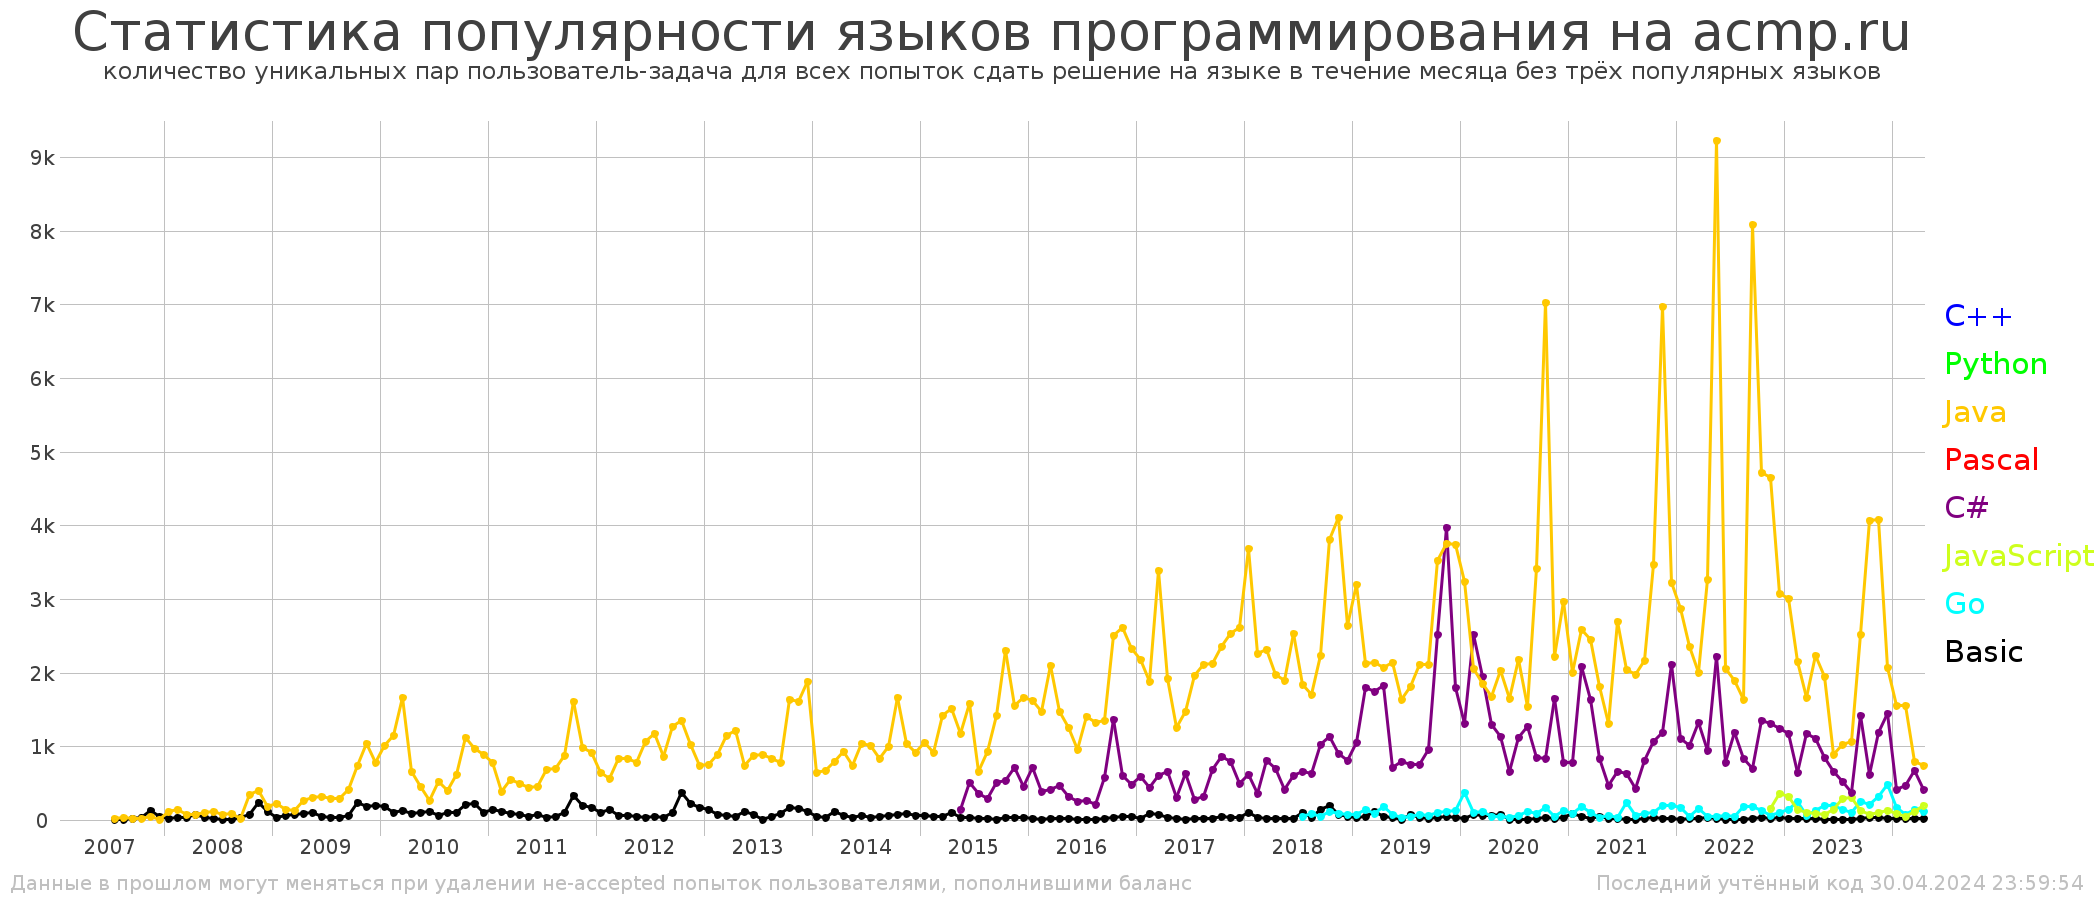 Статистика популярности языков программирования на acmp.ru
количество уникальных пар пользователь-задача для всех попыток сдать решение на языке в течение месяца без трёх популярных языков
9k
8k
7k
6k
5k
4k
3k
2k
1k
0
C++
Python
Java
Pascal
C#
JavaScript
Go
Basic
2007 2008 2009 2010 2011 2012 2013 2014 2015 2016 2017 2018 2019 2020 2021 2022 2023
Данные в прошлом могут меняться при удалении не-accepted попыток пользователями, пополнившими баланс
Последний учтённый код 30.04.2024 23:59:54